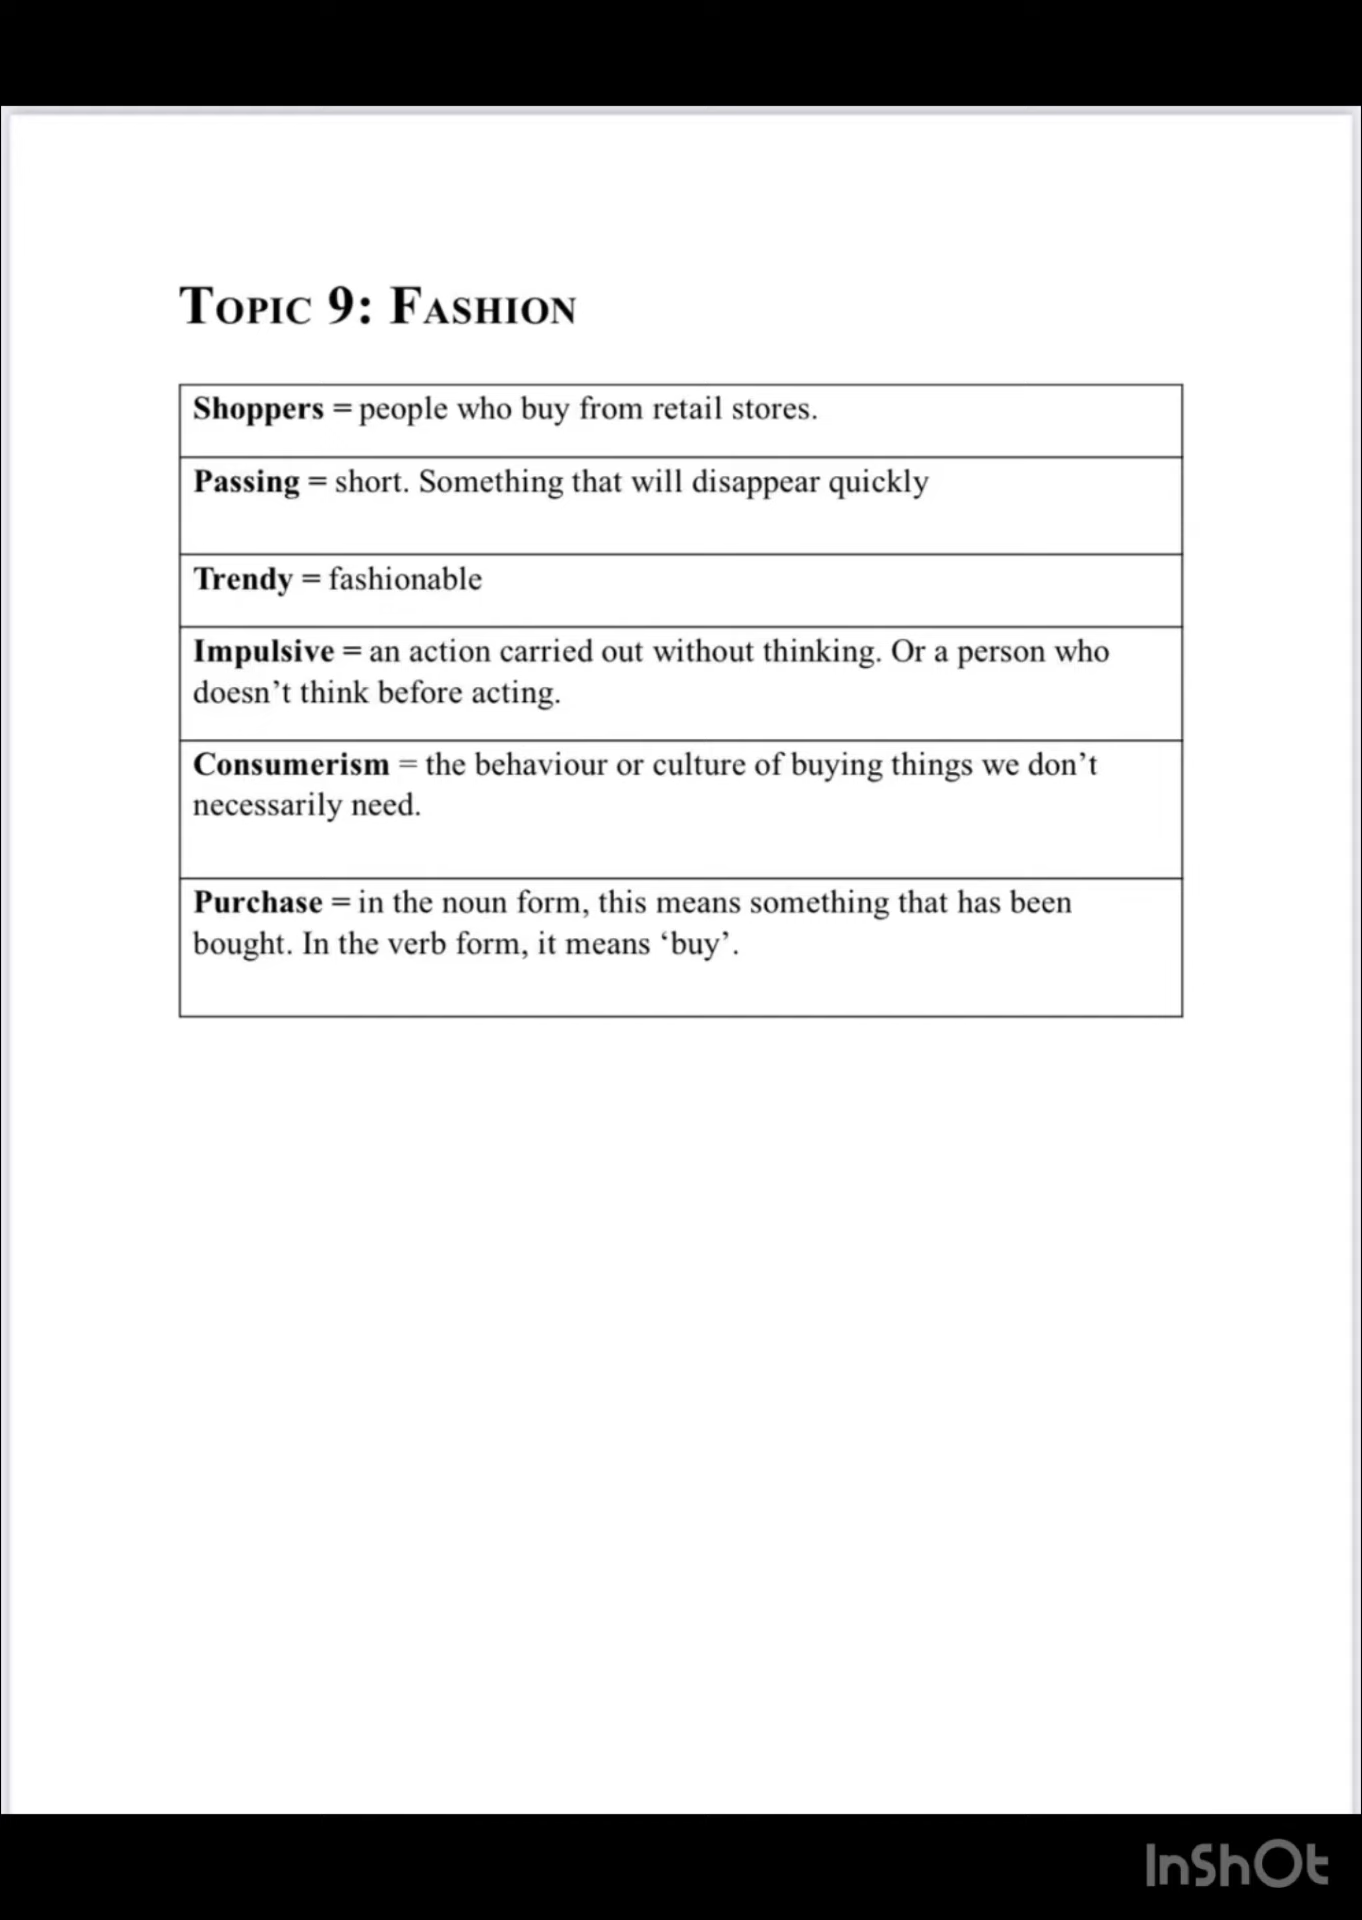 TOPIC 9: FASHION
Shoppers = people who buy from retail stores.
Passing = short. Something that will disappear quickly
Trendy = fashionable
Impulsive = an action carried out without thinking. Or a person who
doesn’t think before acting.
Consumerism = the behaviour or culture of buying things we don’t
necessarily need.
Purchase = in the noun form, this means something that has been
bought. In the verb form, it means ‘buy’.
InShOt